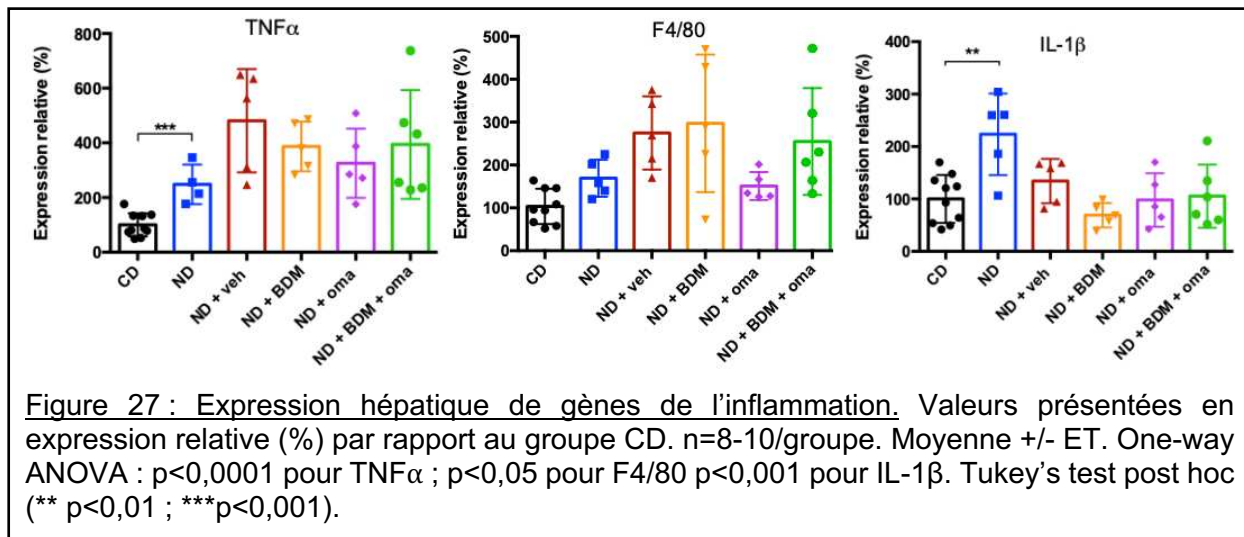 TNFα
Expression relative (%)
800
600
400
200
0
***
CD
ND
ND + veh
ND + BDM
ND + oma
ND + BDM + oma
F4/80
Expression relative (%)
500
400
300
200
100
0
CD
ND
ND + veh
ND + BDM
ND + oma
ND + BDM + oma
IL-1β
Expression relative (%)
400
300
200
100
0
**
CD
ND
ND + veh
ND + BDM
ND + oma
ND + BDM + oma
Figure 27 : Expression hépatique de gènes de l’inflammation. Valeurs présentées en
expression relative (%) par rapport au groupe CD. n=8-10/groupe. Moyenne +/- ET. One-way
ANOVA : p<0,0001 pour TNFα ; p<0,05 pour F4/80 p<0,001 pour IL-1β. Tukey’s test post hoc
(** p<0,01 ; ***p<0,001).